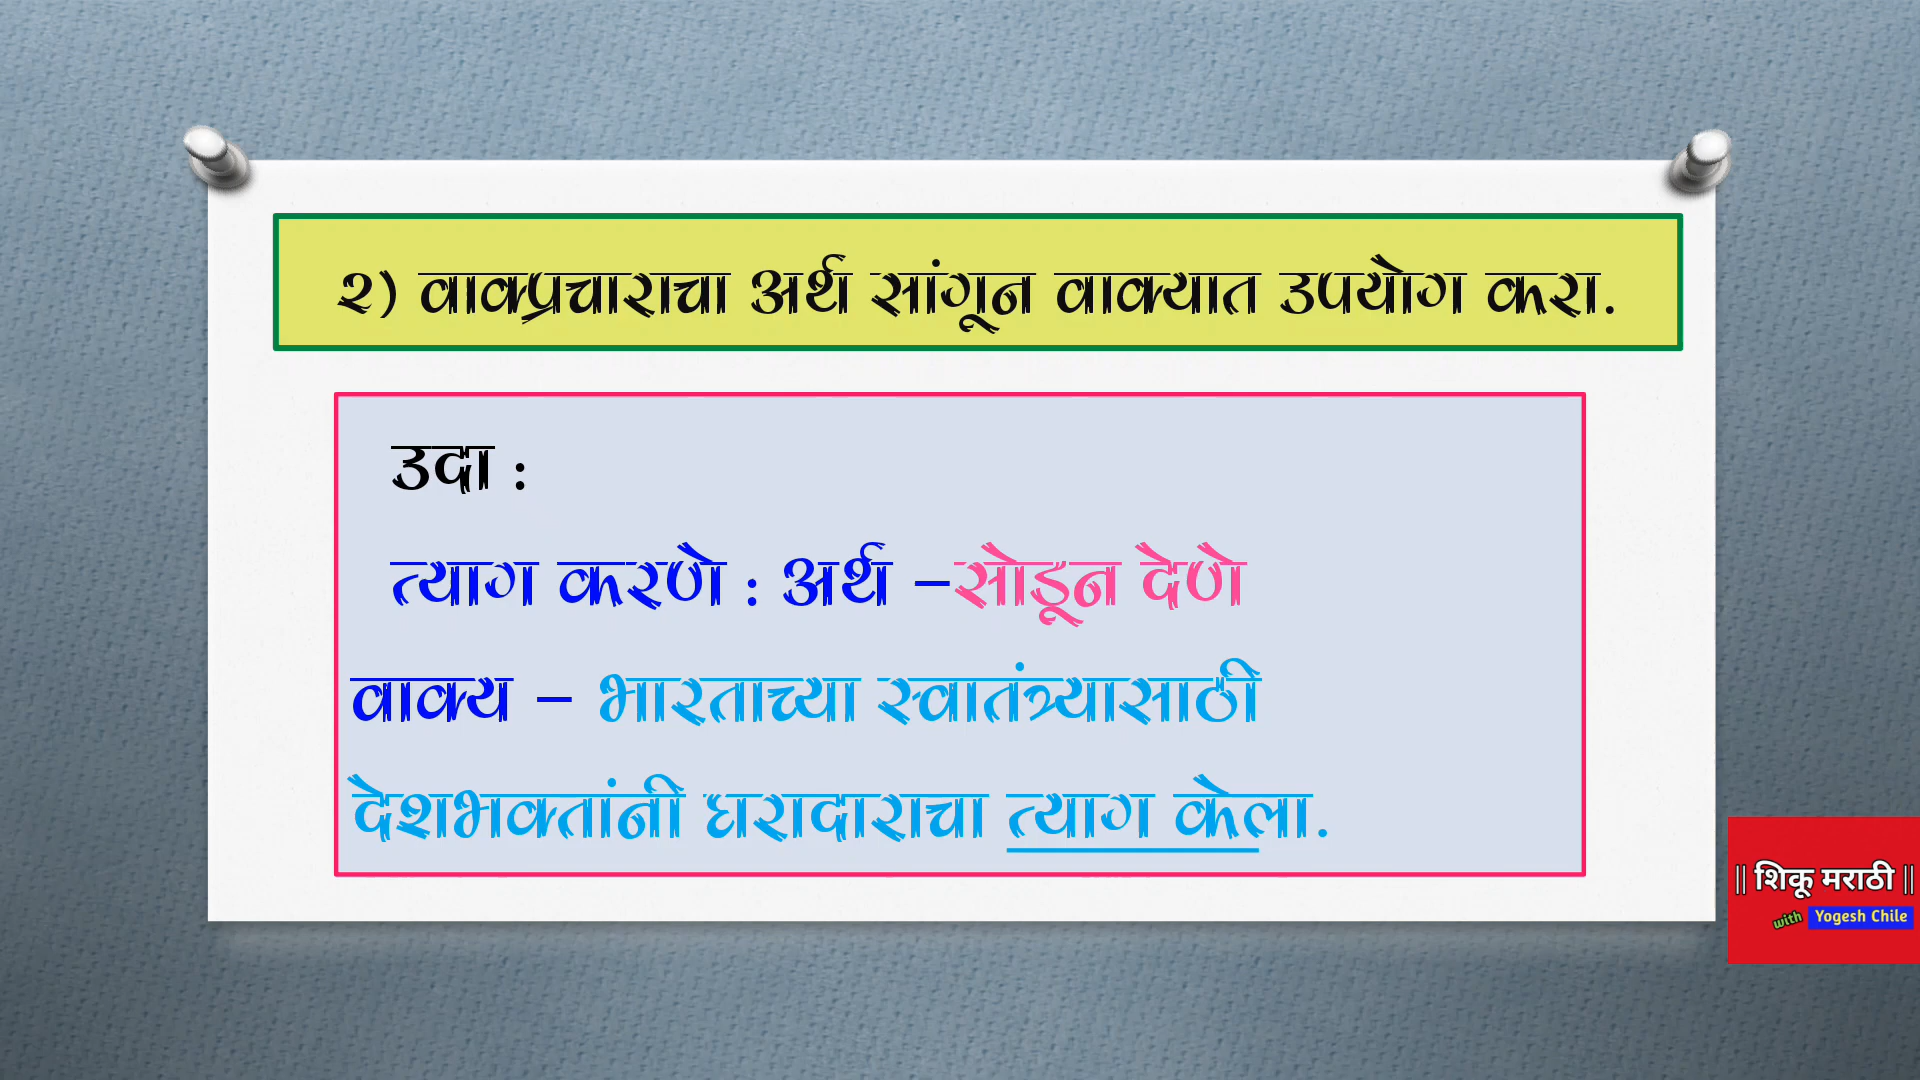 २) वाक्प्रचाराचा अर्थ सांगून वाक्यात उपयोग करा.
उदा :
त्याग करणे : अर्थ –सोडून देणे
वाक्य – भारताच्या स्वातंत्र्यासाठी
देशभक्तांनी घरादाराचा त्याग केला.
|| शिकू मराठी ||
with Yogesh Chile